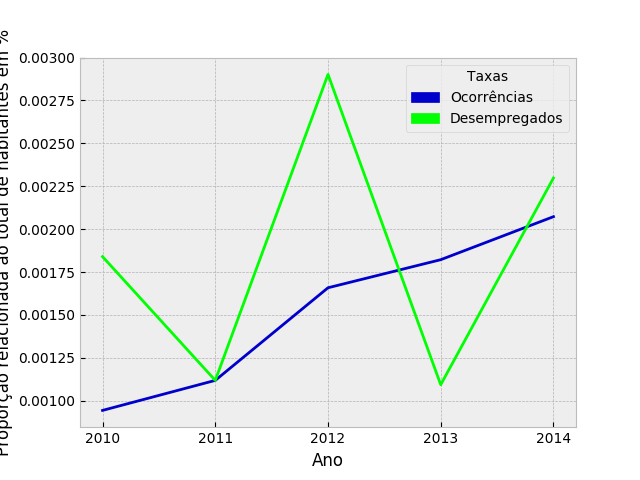 Proporção relacionada ao total de habitantes em %
0.00300
0.00275
0.00250
0.00225
0.00200
0.00175
0.00150
0.00125
0.00100
Taxas
Ocorrências
Desempregados
2010 2011 2012 2013 2014
Ano